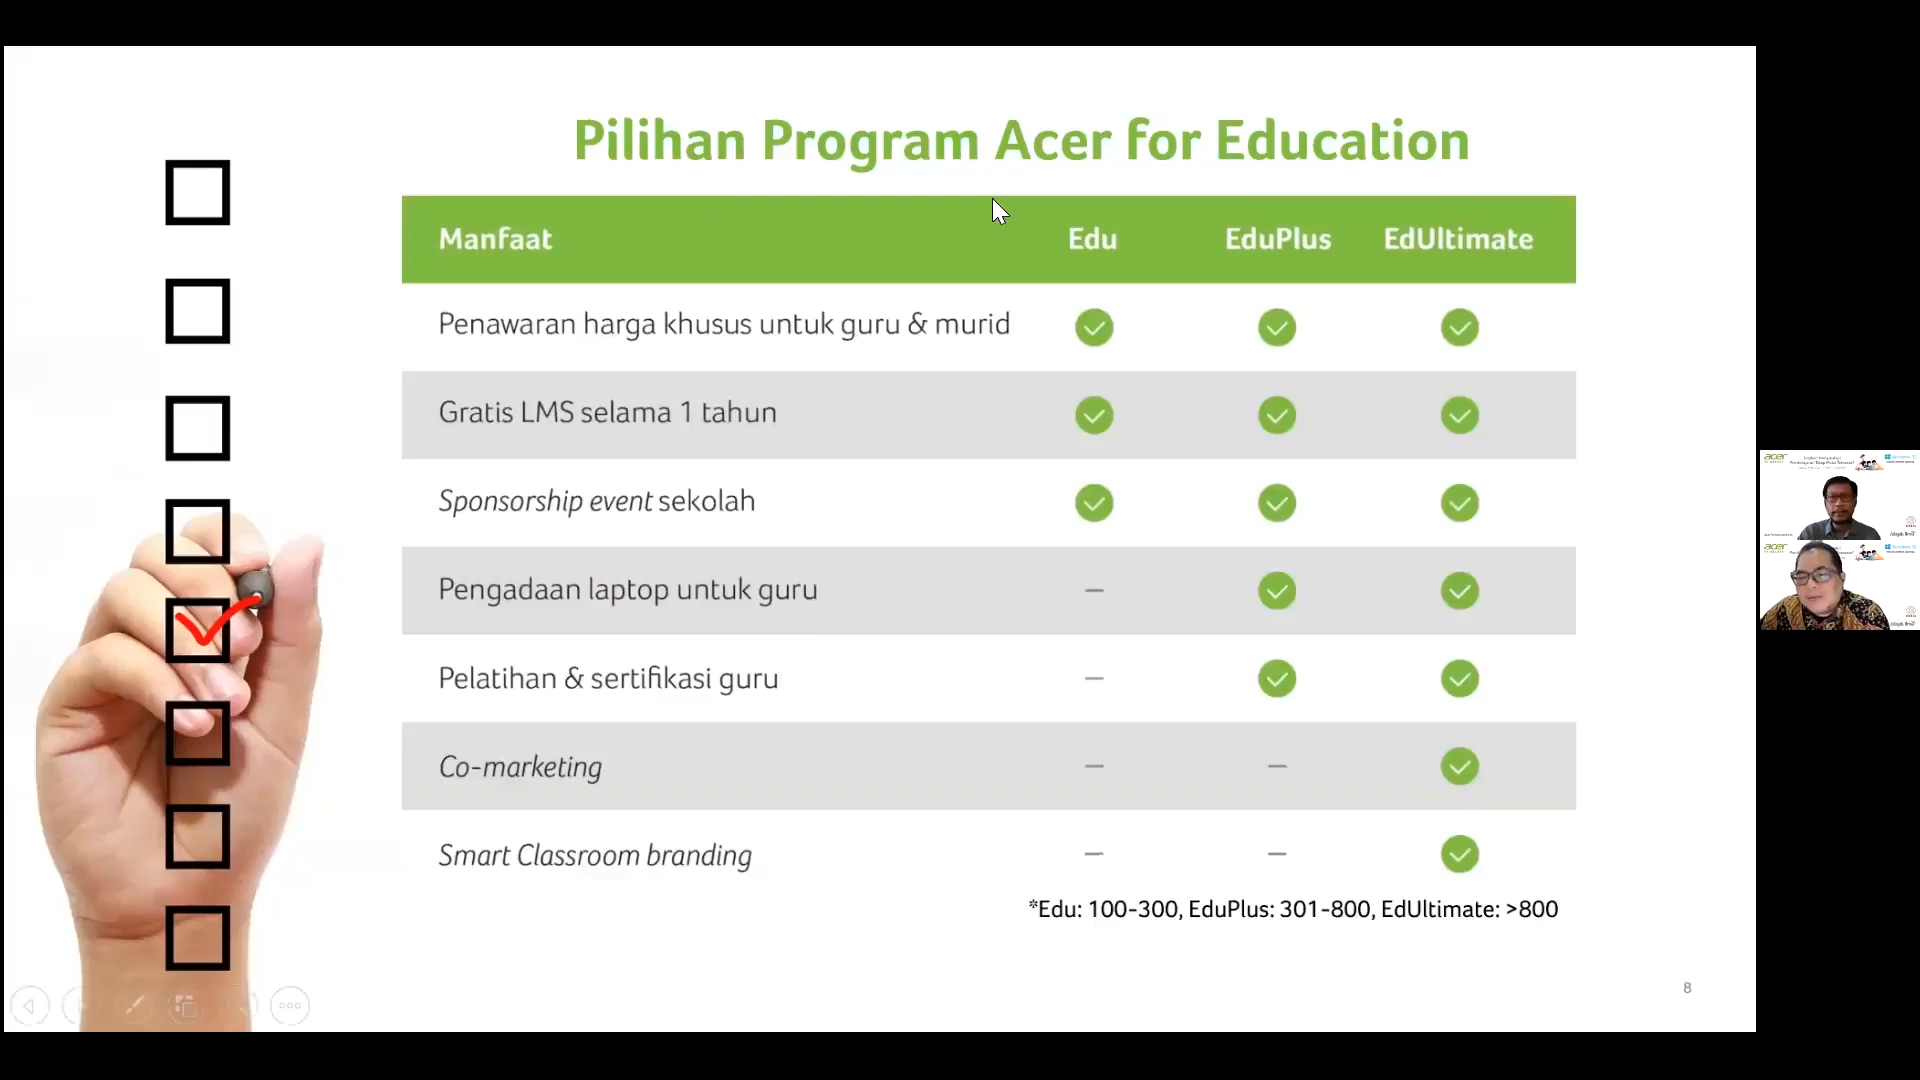 Pilihan Program Acer for Education
Manfaat Edu EduPlus EdUltimate
Penawaran harga khusus untuk guru & murid
Gratis LMS selama 1 tahun
Sponsorship event sekolah
Pengadaan laptop untuk guru
Pelatihan & sertifikasi guru
Co-marketing
Smart Classroom branding
*Edu: 100-300, EduPlus: 301-800, EdUltimate: >800
8
acer
acer